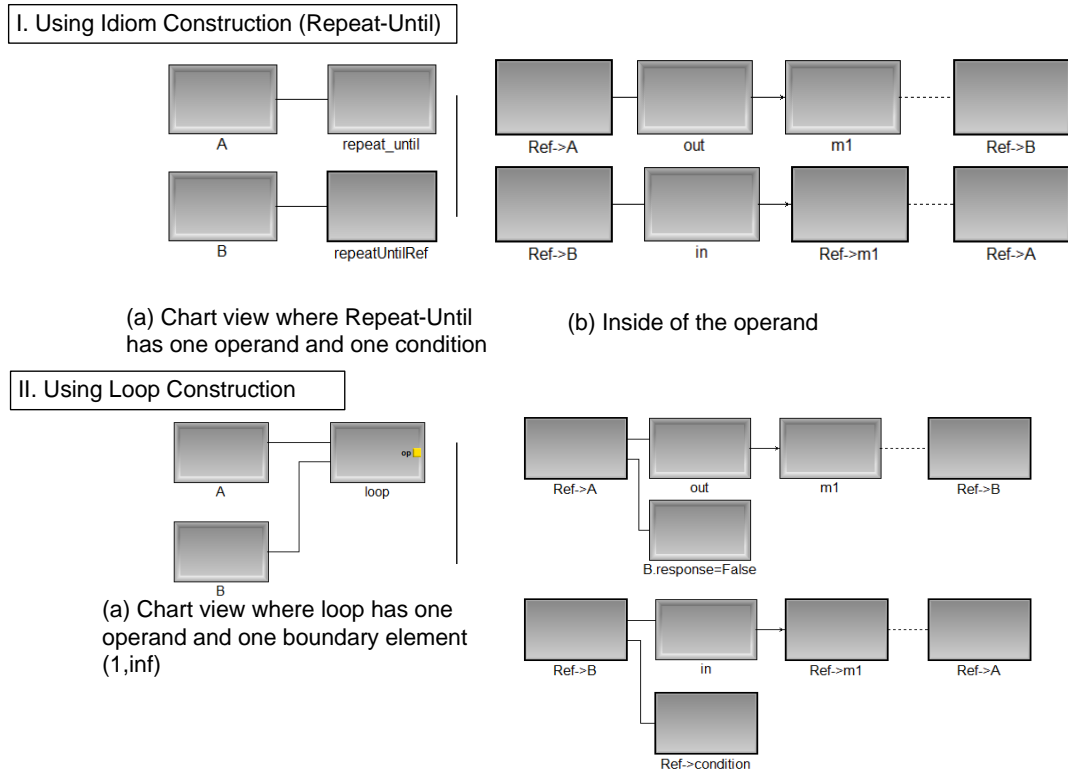 I. Using Idiom Construction (Repeat-Until)
A
repeat_until
Ref->A
out
m1
Ref->B
B
repeatUntilRef
Ref->B
in
Ref->m1
Ref->A
(a) Chart view where Repeat-Until
has one operand and one condition
(b) Inside of the operand
II. Using Loop Construction
op
A
loop
B
Ref->A
out
m1
Ref->B
B.response=False
(a) Chart view where loop has one
operand and one boundary element
(1,inf)
Ref->B
in
Ref->m1
Ref->A
Ref->condition